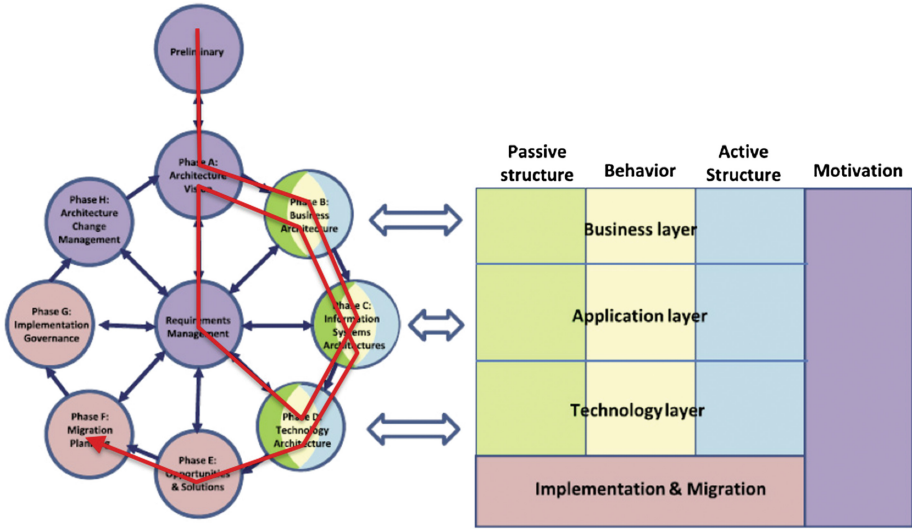 Preliminary
Phase A:
Architecture
Vision
Phase H:
Architecture
Change
Management
Phase B:
Business
Architecture
Phase G:
Implementation
Governance
Requirements
Management
Phase C:
Information
Systems
Architectures
Phase F:
Migration
Planning
Phase D:
Technology
Architecture
Phase E:
Opportunities
& Solutions
Passive
structure
Behavior
Active
Structure
Motivation
Business layer
Application layer
Technology layer
Implementation & Migration